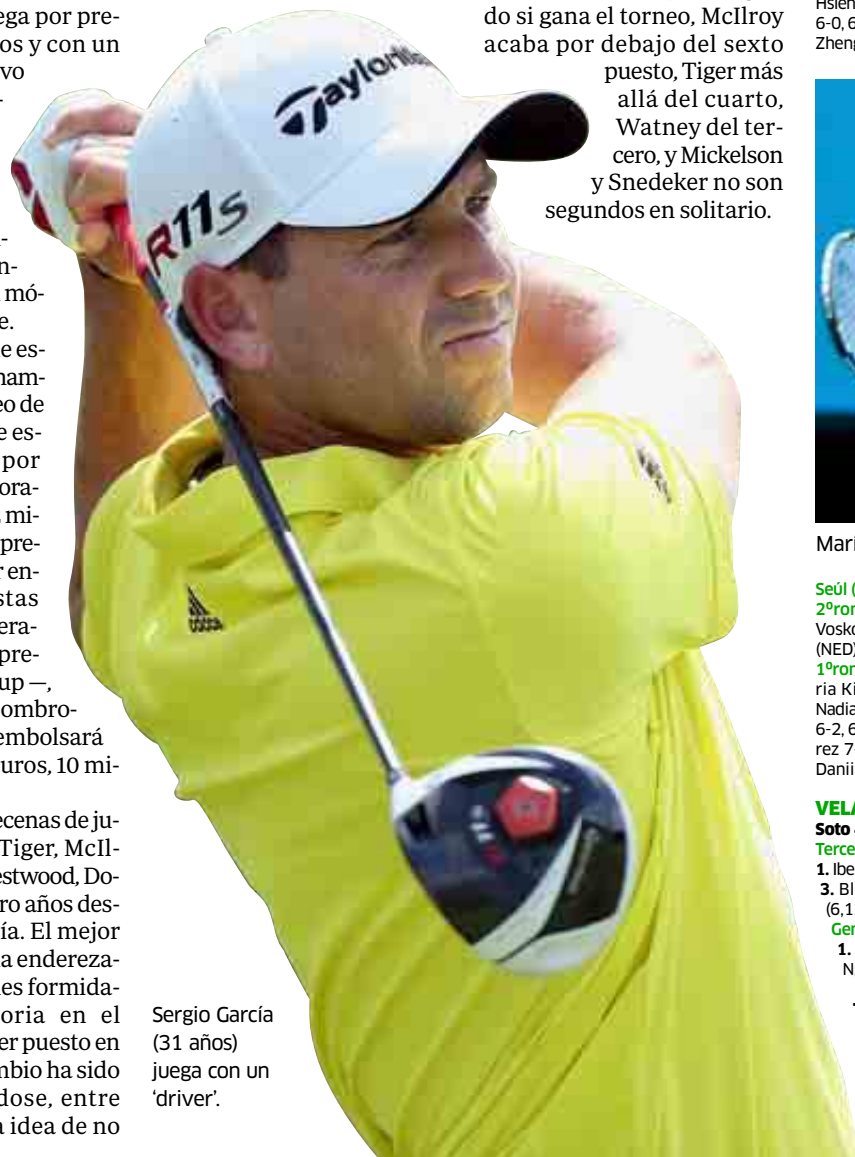 ega por pre-
os y con un
vo
-
-
n-
mó-
e.
e es-
nam-
eo de
e es-
por
ora-
mi-
pre-
r en-
stas
era-
pre-
up —,
ombro-
embolsará
uros, 10 mi-
ecenas de ju-
Tiger, McIl-
estwood, Do-
ro años des-
ía. El mejor
a endereza-
es formida-
oria en el
er puesto en
mbio ha sido
dose, entre
a idea de no
do si gana el torneo, McIlroy
acaba por debajo del sexto
puesto, Tiger más
allá del cuarto,
Watney del ter-
cero, y Mickelson
y Snedeker no son
segundos en solitario.
TaylorMa
R11S
Sergio García
(31 años)
juega con un
‘driver’.
Hsien
6-0, 6
Zheng
Mari
Seúl (
2ºron
Vosko
(NED)
1ºron
ria Ki
Nadia
6-2, 6
rez 7-
Danii
VELA
Soto
Terce
1. Ibe
3. Bl
(6,1
Ger
1.
N